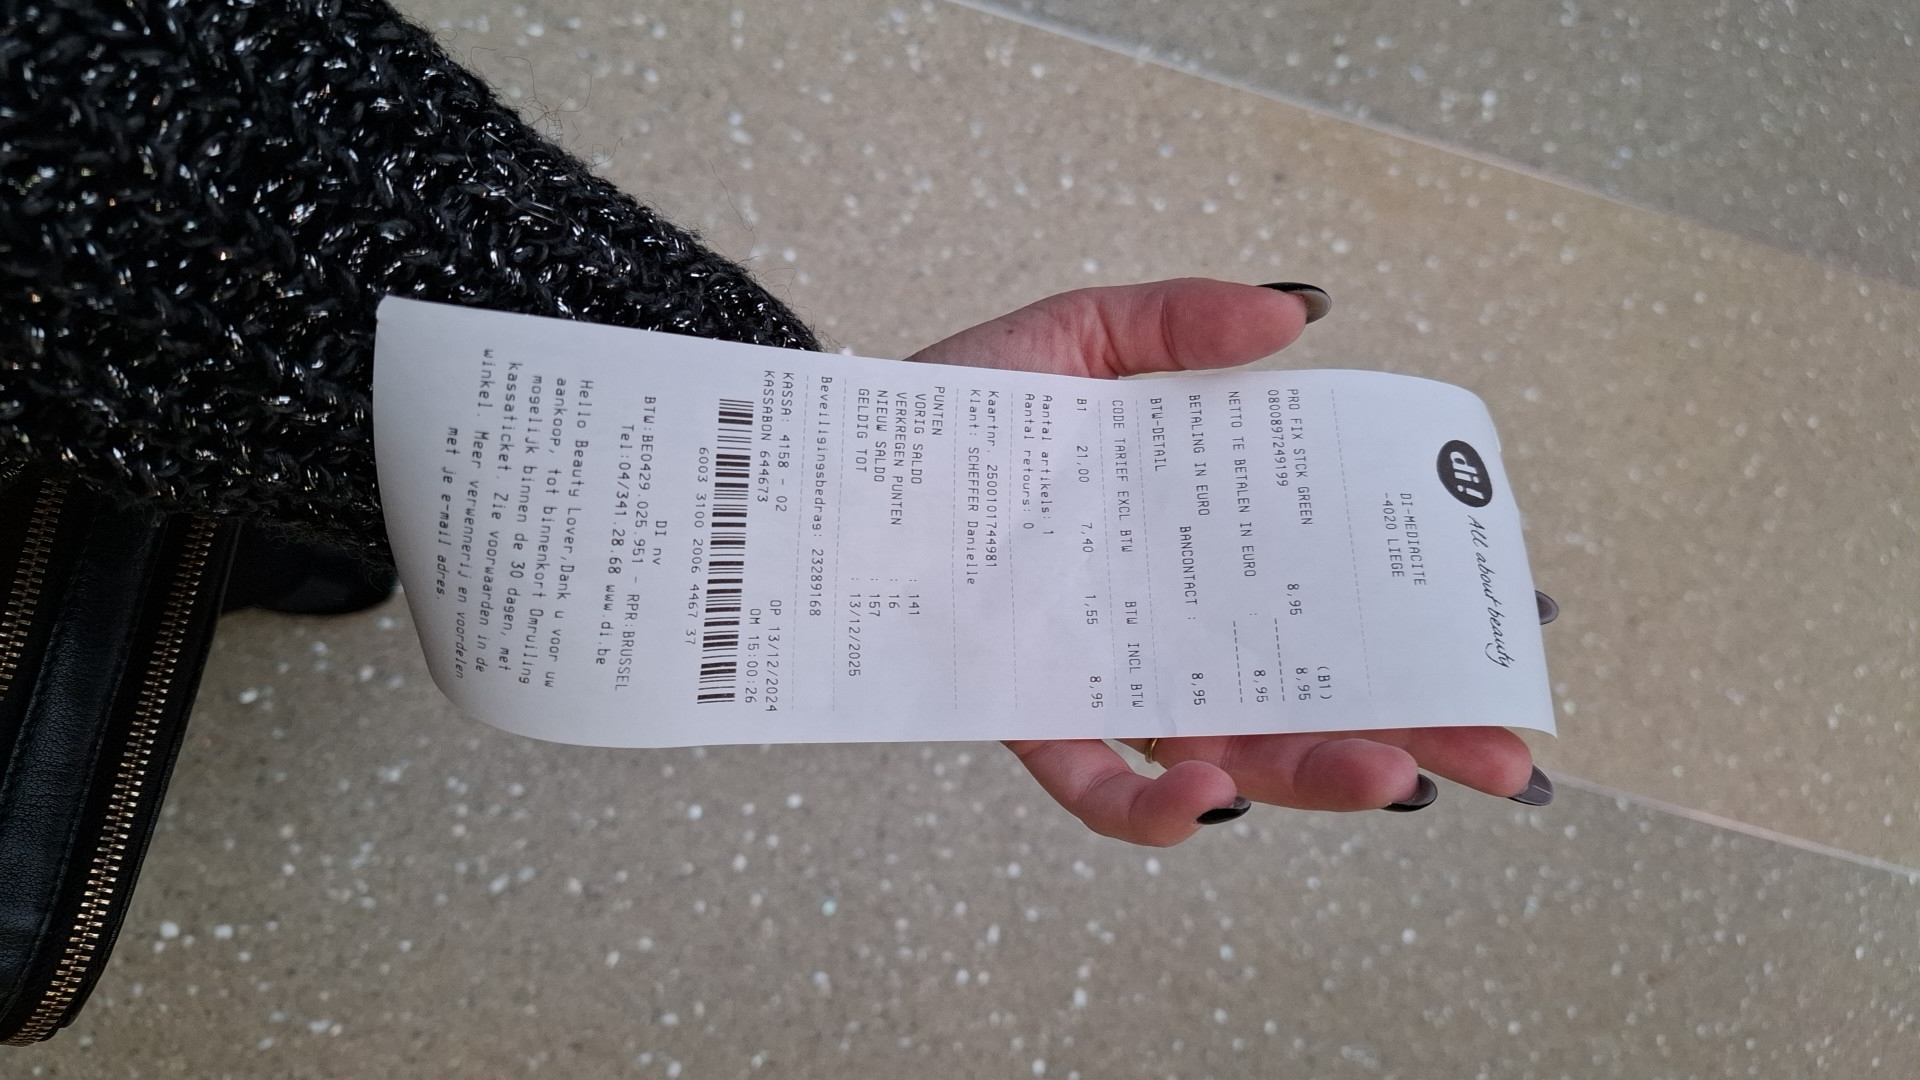 di! All about beauty
DI-MEDIACITE
-4020 LIEGE
(B1)
PRO FIX STCK GREEN 8,95 8,95
0800897249199
NETTO TE BETALEN IN EURO : 8,95
BETALING IN EURO 8,95
BANCONTACT :
BTW-DETAIL
CODE TARIEF EXCL BTW BTW INCL BTW
B1 21,00 7,40 1,55 8,95
Aantal artikels: 1
Aantal retours: 0
Kaartnr. 2500101744981
Klant: SCHEFFER Danielle
PUNTEN
VORIG SALDO : 141
VERKREGEN PUNTEN : 16
NIEUW SALDO : 157
GELDIG TOT : 13/12/2025
Beveiligingsbedrag: 23289168
KASSA: 4158 - 02 OP 13/12/2024
KASSABON 644673 OM 15:00:26
6003 3100 2006 4467 37
DI nv
BTW:BE0429.025.951 - RPR:BRUSSEL
Tel:04/341.28.68 www.di.be
Hello Beauty Lover,Dank u voor uw
aankoop, tot binnenkort Omruiling
mogelijk binnen de 30 dagen, met
kassaticket. Zie voorwaarden in de
winkel. Meer verwennerij en voordelen
met je e-mail adres.